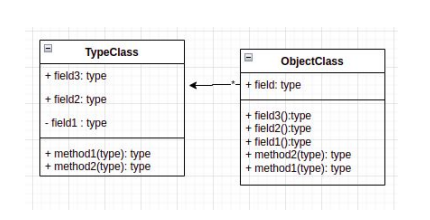 TypeClass
+ field3: type
+ field2: type
- field1 : type
+ method1(type): type
+ method2(type): type
*
ObjectClass
+ field: type
+ field3():type
+ field2():type
+ field1():type
+ method2(type): type
+ method1(type): type